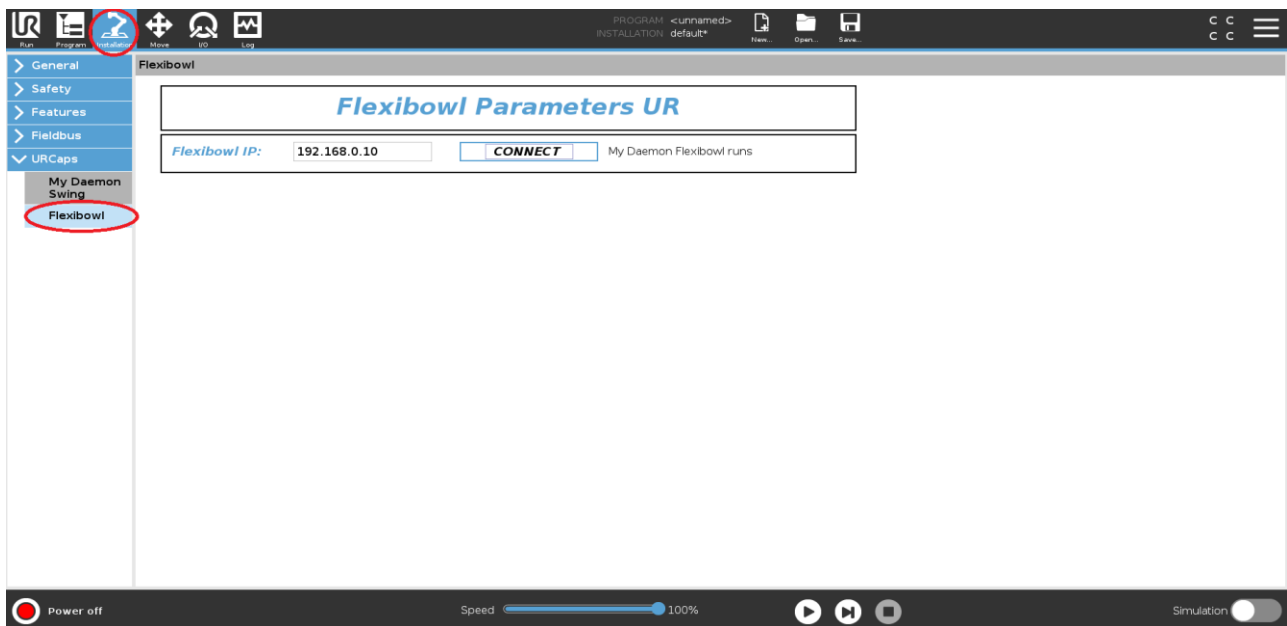 PROGRAM <unnamed>
INSTALLATION default*
UR
Run Program Installation Move I/O Log
New... Open... Save...
C C
C C
General
Safety
Features
Fieldbus
URCaps
My Daemon
Swing
Flexibowl
Flexibowl
Flexibowl Parameters UR
Flexibowl IP: 192.168.0.10 CONNECT My Daemon Flexibowl runs
Power off
Speed 100%
Simulation